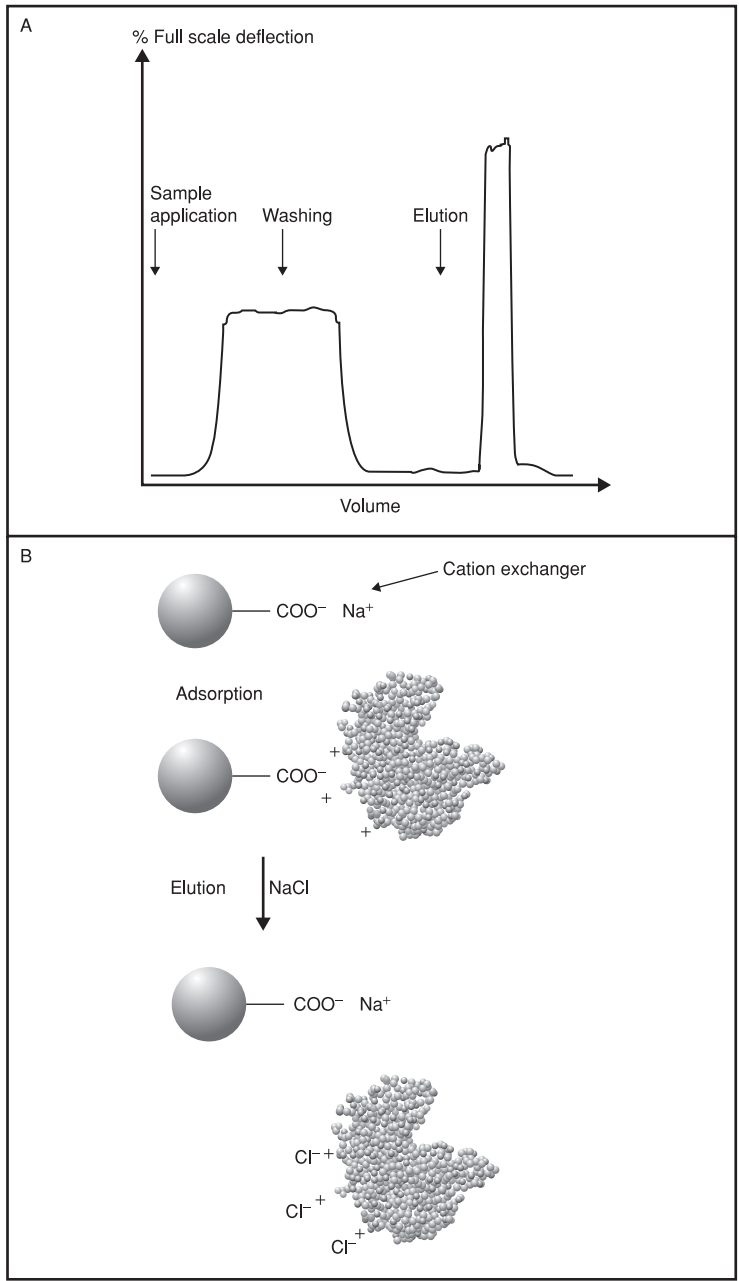 A
% Full scale deflection
Sample
application
Washing
Elution
Volume
B
Cation exchanger
COO⁻ Na⁺
Adsorption
COO⁻
+
+
+
Elution
NaCl
COO⁻ Na⁺
Cl⁻ +
Cl⁻ +
Cl⁻ +